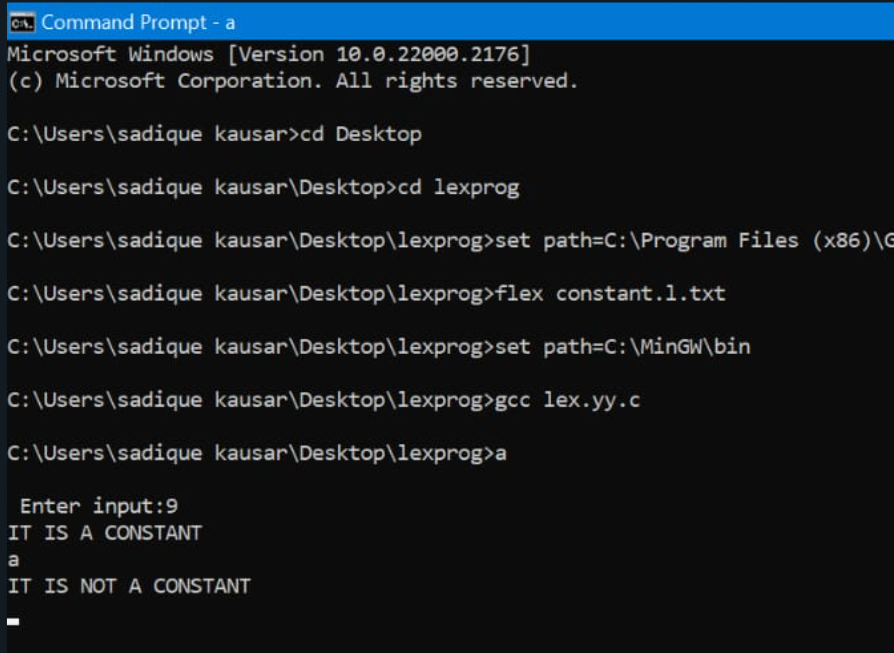 Command Prompt - a
Microsoft Windows [Version 10.0.22000.2176]
(c) Microsoft Corporation. All rights reserved.
C:\Users\sadique kausar>cd Desktop
C:\Users\sadique kausar\Desktop>cd lexprog
C:\Users\sadique kausar\Desktop\lexprog>set path=C:\Program Files (x86)\G
C:\Users\sadique kausar\Desktop\lexprog>flex constant.l.txt
C:\Users\sadique kausar\Desktop\lexprog>set path=C:\MinGW\bin
C:\Users\sadique kausar\Desktop\lexprog>gcc lex.yy.c
C:\Users\sadique kausar\Desktop\lexprog>a
Enter input:9
IT IS A CONSTANT
a
IT IS NOT A CONSTANT